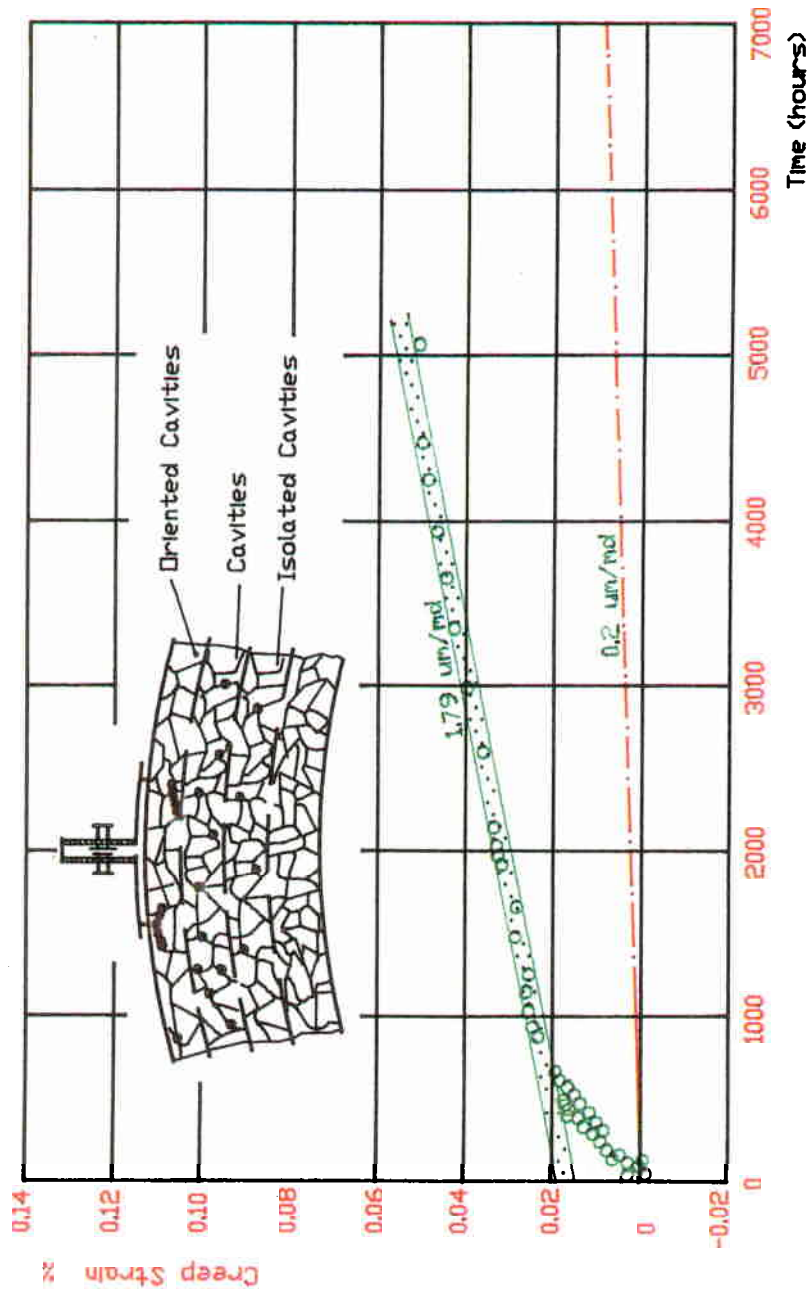 0.14
0.12
0.10
0.08
0.06
0.04
0.02
0
-0.02
Creep Strain %
Oriented Cavities
Cavities
Isolated Cavities
1.79 um/md
0.2 um/md
0 1000 2000 3000 4000 5000 6000 7000
Time (hours)